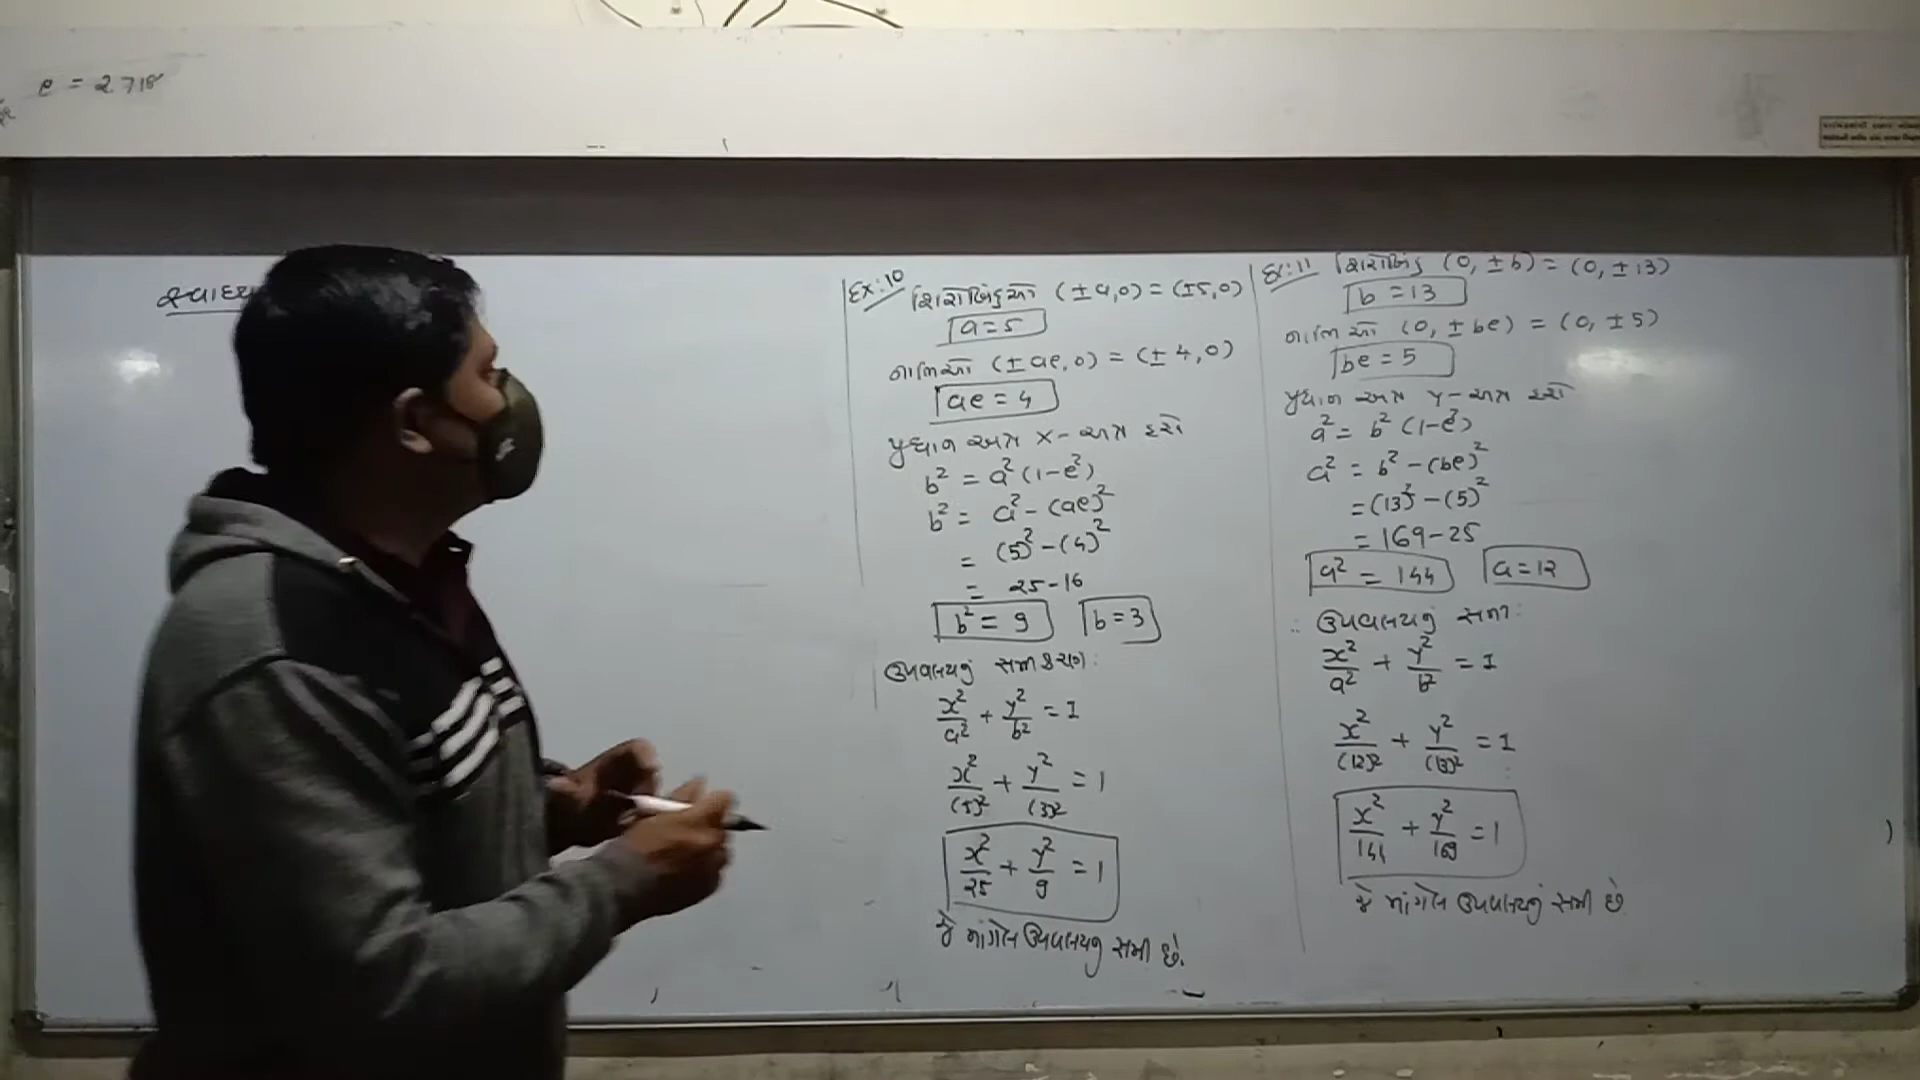 e = 2.718
સ્વાધ્યા
Ex:10 શિરોબિંદુઓ (±a,0) = (±5,0)
a = 5
નાભિઓ (±ae, 0) = (±4,0)
ae = 4
પ્રધાન અક્ષ X-અક્ષ હશે
b² = a² (1-e²)
b² = a² - (ae)²
= (5)² - (4)²
= 25-16
b² = 9 b = 3
ઉપવલયનું સમીકરણ:
x²/a² + y²/b² = 1
x²/(5)² + y²/(3)² = 1
x²/25 + y²/9 = 1
જે માંગેલ ઉપવલયનું સમી છે.
Ex:11 શિરોબિંદુ (0, ±b) = (0, ±13)
b = 13
નાભિઓ (0, ±be) = (0, ±5)
be = 5
પ્રધાન અક્ષ Y-અક્ષ હશે
a² = b² (1-e²)
a² = b² - (be)²
= (13)² - (5)²
= 169-25
a² = 144 a = 12
∴ ઉપવલયનું સમી:
x²/a² + y²/b² = 1
x²/(12)² + y²/(13)² = 1
x²/144 + y²/169 = 1
જે માંગેલ ઉપવલયનું સમી છે